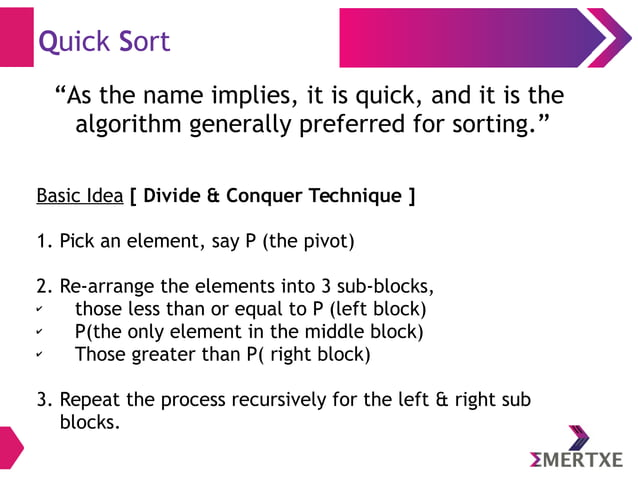 Quick Sort
“As the name implies, it is quick, and it is the
algorithm generally preferred for sorting.”
Basic Idea [ Divide & Conquer Technique ]
1. Pick an element, say P (the pivot)
2. Re-arrange the elements into 3 sub-blocks,
✔ those less than or equal to P (left block)
✔ P(the only element in the middle block)
✔ Those greater than P( right block)
3. Repeat the process recursively for the left & right sub
blocks.
EMERTXE